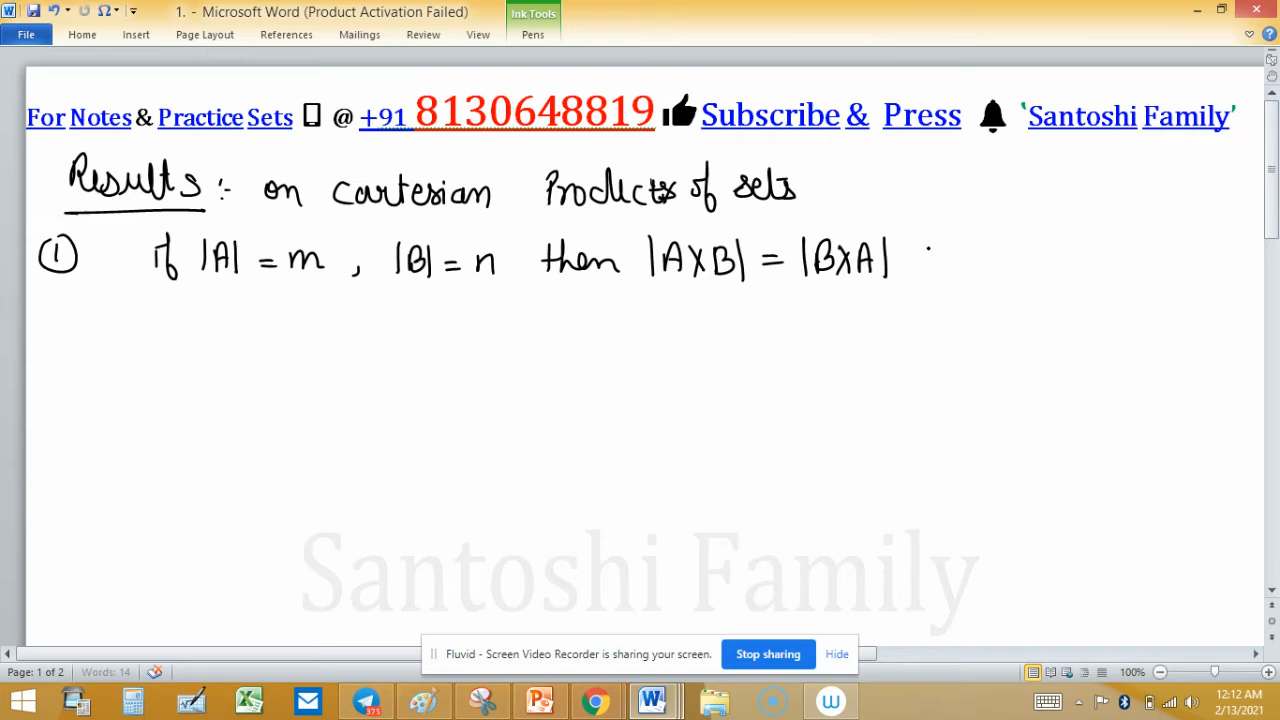 1. - Microsoft Word (Product Activation Failed)
Ink Tools
File Home Insert Page Layout References Mailings Review View Pens
For Notes & Practice Sets @ +91 8130648819 Subscribe & Press 'Santoshi Family'
Results :- on Cartesian Products of sets
① if |A| = m , |B| = n then |A×B| = |B×A|
Santoshi Family
Fluvid - Screen Video Recorder is sharing your screen. Stop sharing Hide
Page: 1 of 2 Words: 14 100%
373
12:12 AM
2/13/2021